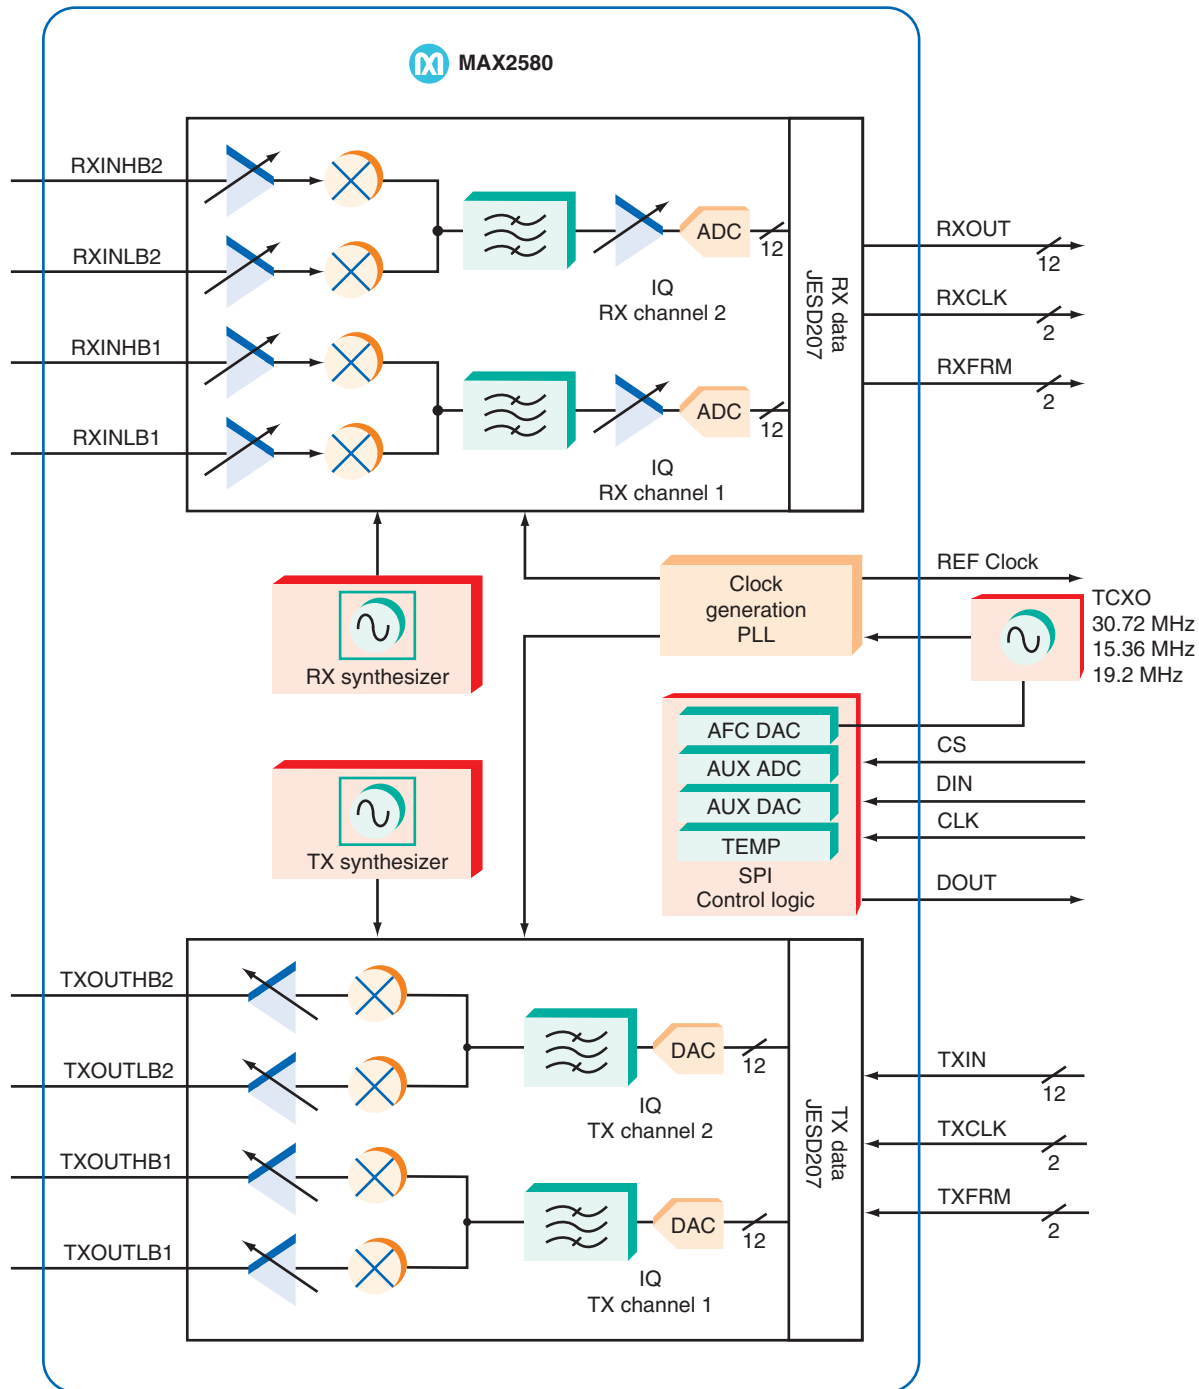 MAX2580
RXINHB2
RXINLB2
RXINHB1
RXINLB1
ADC
12
IQ
RX channel 2
ADC
12
IQ
RX channel 1
RX data
JESD207
RXOUT
12
RXCLK
2
RXFRM
2
RX synthesizer
Clock
generation
PLL
REF Clock
TCXO
30.72 MHz
15.36 MHz
19.2 MHz
TX synthesizer
AFC DAC
AUX ADC
AUX DAC
TEMP
SPI
Control logic
CS
DIN
CLK
DOUT
TXOUTHB2
TXOUTLB2
TXOUTHB1
TXOUTLB1
DAC
12
IQ
TX channel 2
DAC
12
IQ
TX channel 1
TX data
JESD207
TXIN
12
TXCLK
2
TXFRM
2